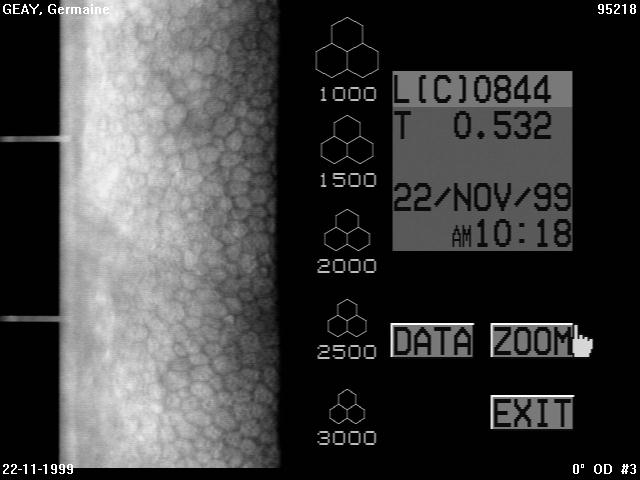 GEAY, Germaine
95218
1000
1500
2000
2500
3000
L[C]0844
T 0.532
22/NOV/99
AM10:18
DATA ZOOM
EXIT
22-11-1999
0° OD #3